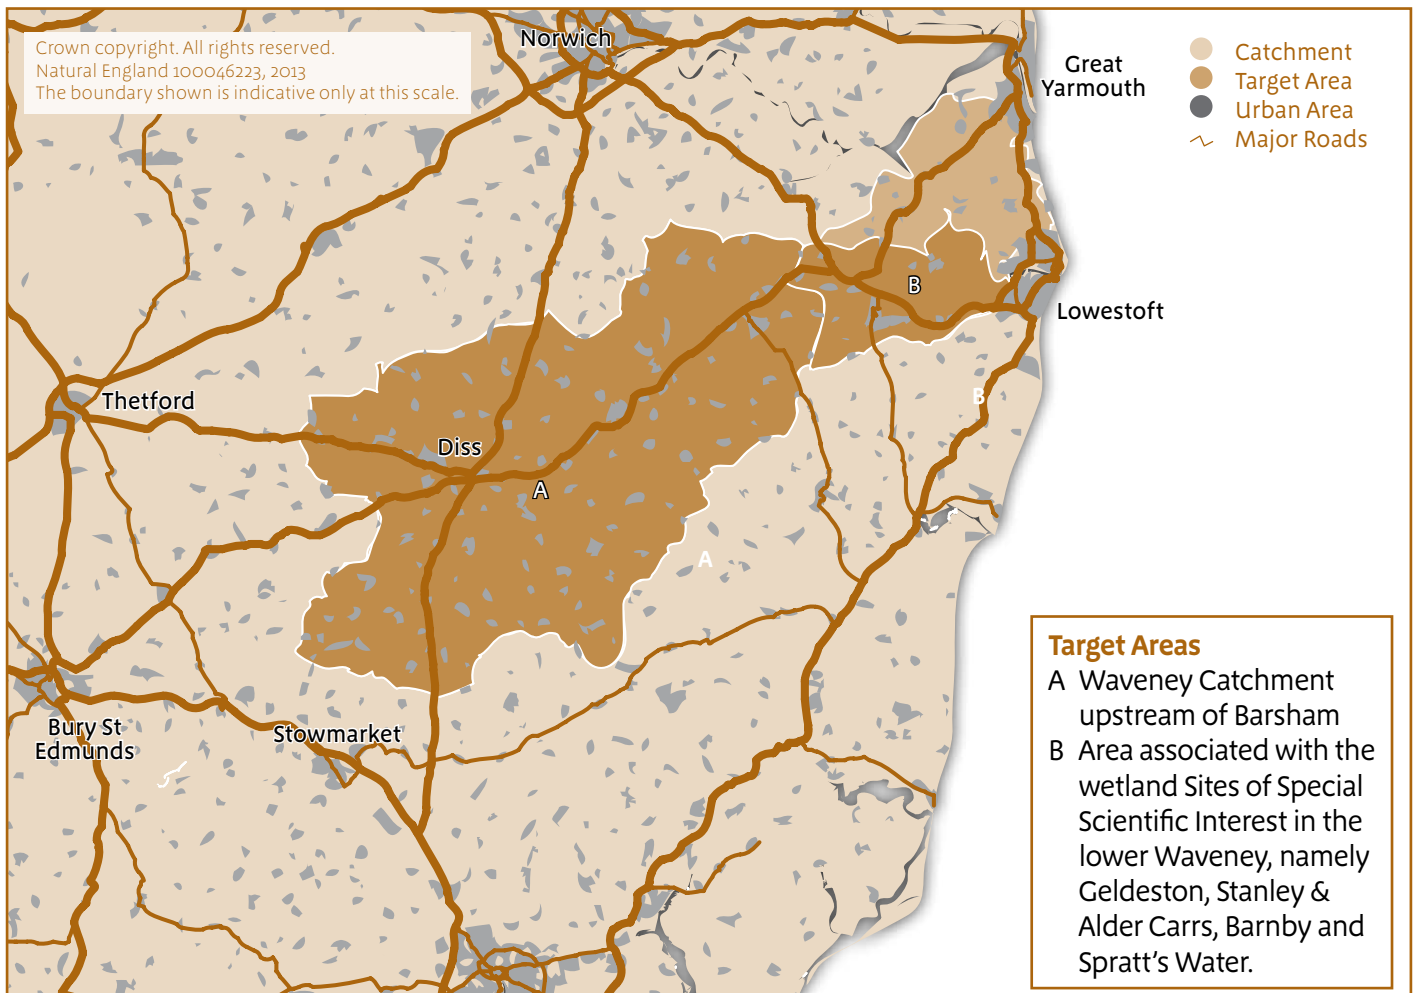 Crown copyright. All rights reserved.
Natural England 100046223, 2013
The boundary shown is indicative only at this scale.
Norwich
Great
Yarmouth
Catchment
Target Area
Urban Area
Major Roads
B
Lowestoft
Thetford
B
Diss
A
A
Bury St
Edmunds
Stowmarket
Target Areas
A Waveney Catchment
upstream of Barsham
B Area associated with the
wetland Sites of Special
Scientific Interest in the
lower Waveney, namely
Geldeston, Stanley &
Alder Carrs, Barnby and
Spratt's Water.